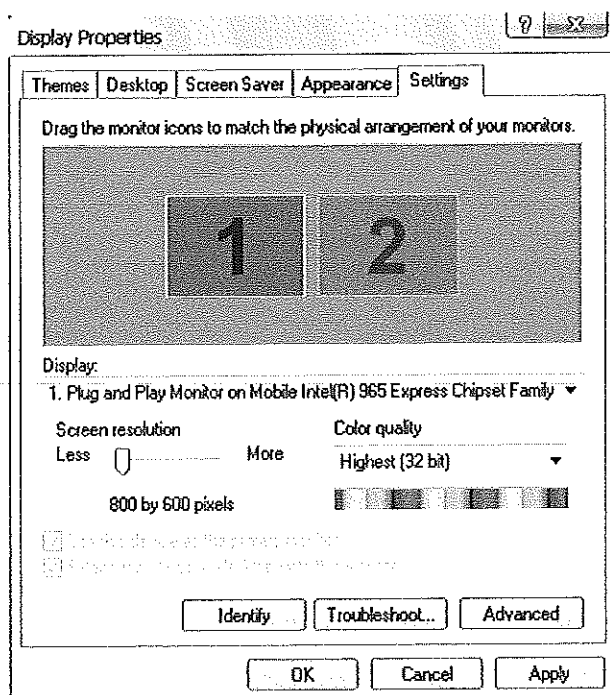 Display Properties
Themes Desktop Screen Saver Appearance Settings
Drag the monitor icons to match the physical arrangement of your monitors.
1 2
Display:
1. Plug and Play Monitor on Mobile Intel(R) 965 Express Chipset Family
Screen resolution
Less More
800 by 600 pixels
Color quality
Highest (32 bit)
Identify Troubleshoot... Advanced
OK Cancel Apply